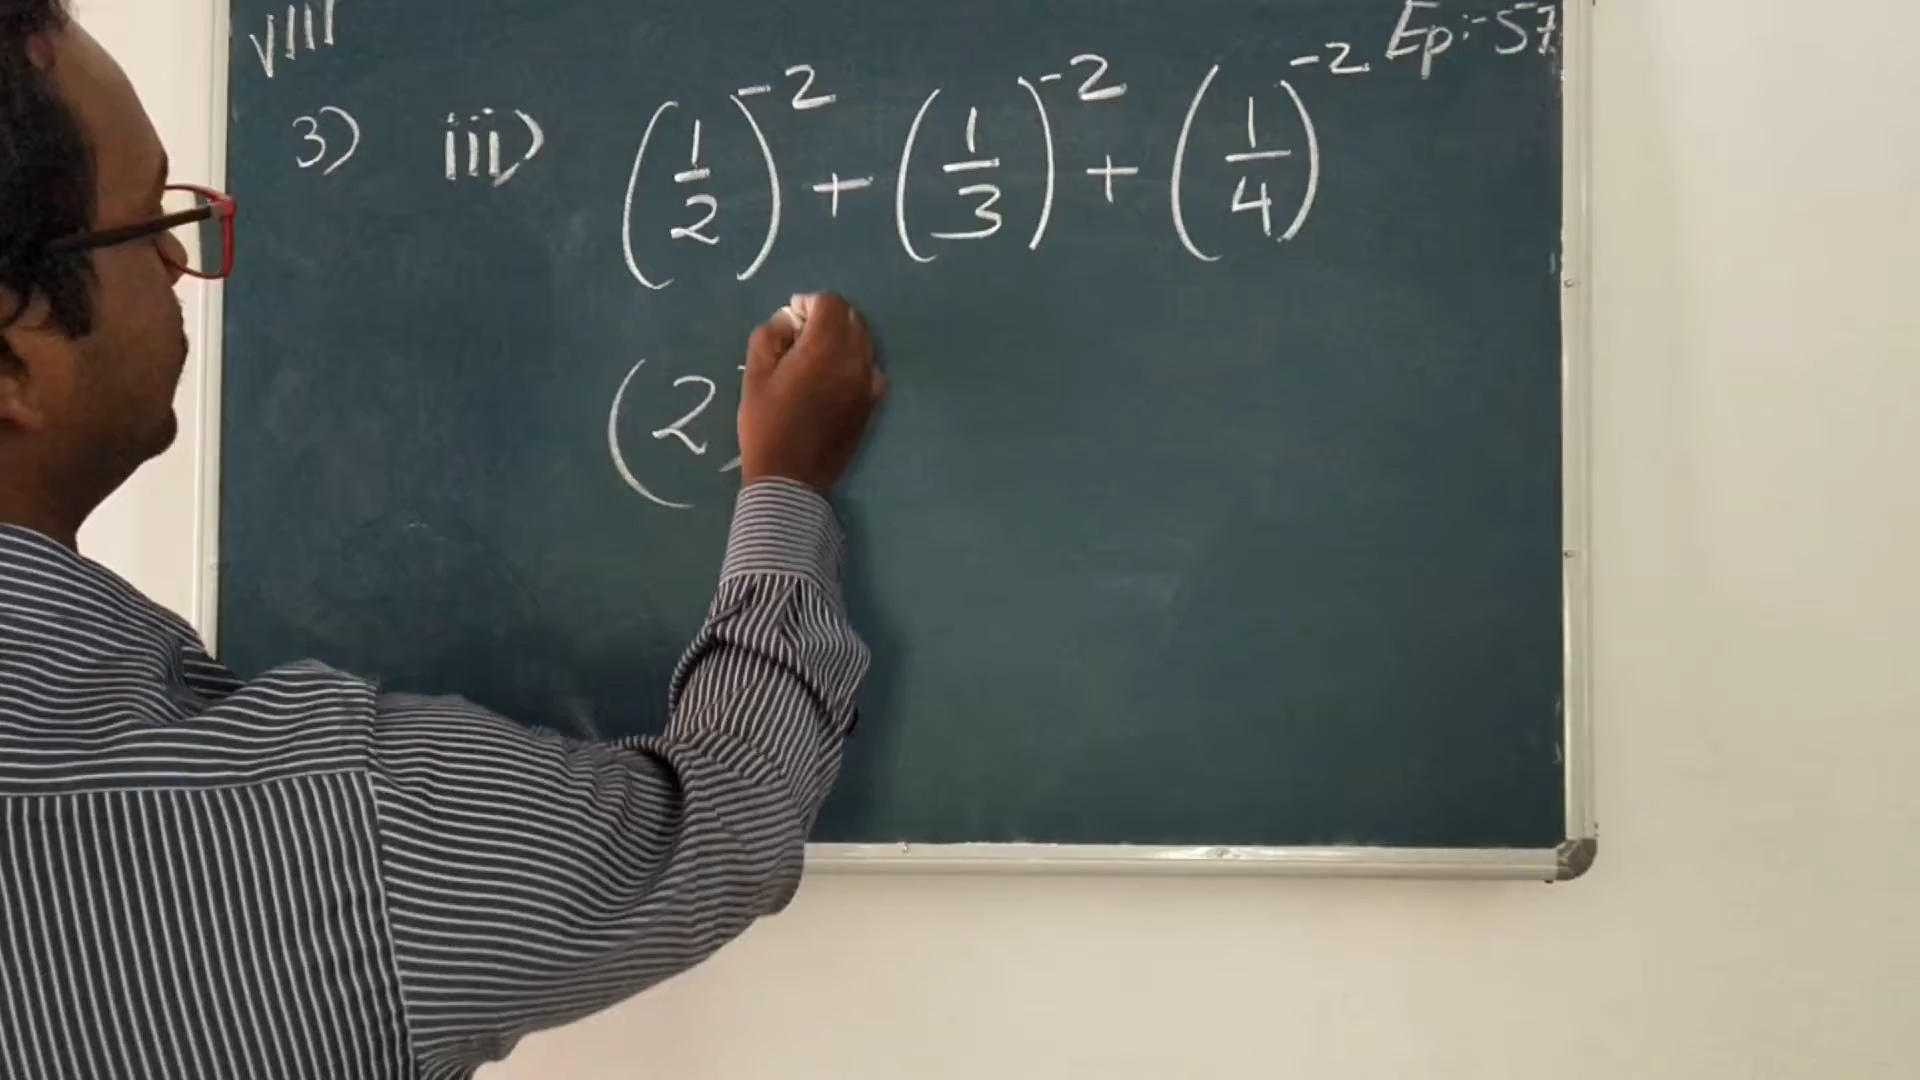 VIII Ep:-57
3) iii) (1/2)^-2 + (1/3)^-2 + (1/4)^-2
(2)